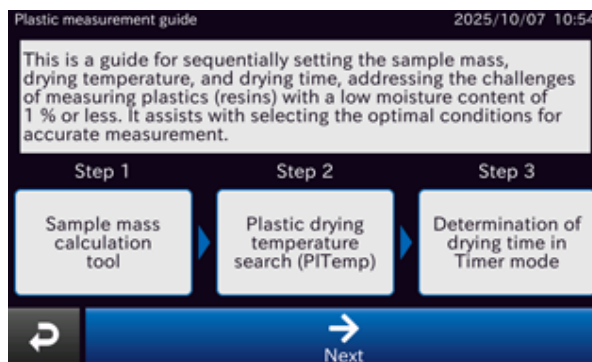 Plastic measurement guide
2025/10/07 10:54
This is a guide for sequentially setting the sample mass,
drying temperature, and drying time, addressing the challenges
of measuring plastics (resins) with a low moisture content of
1 % or less. It assists with selecting the optimal conditions for
accurate measurement.
Step 1
Step 2
Step 3
Sample mass
calculation
tool
Plastic drying
temperature
search (PlTemp)
Determination of
drying time in
Timer mode
Next